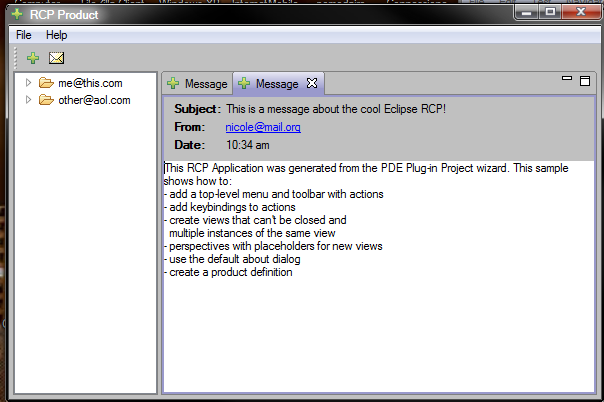 RCP Product
File Help
me@this.com
other@aol.com
Message Message
Subject: This is a message about the cool Eclipse RCP!
From: nicole@mail.org
Date: 10:34 am
This RCP Application was generated from the PDE Plug-in Project wizard. This sample
shows how to:
- add a top-level menu and toolbar with actions
- add keybindings to actions
- create views that can't be closed and
multiple instances of the same view
- perspectives with placeholders for new views
- use the default about dialog
- create a product definition